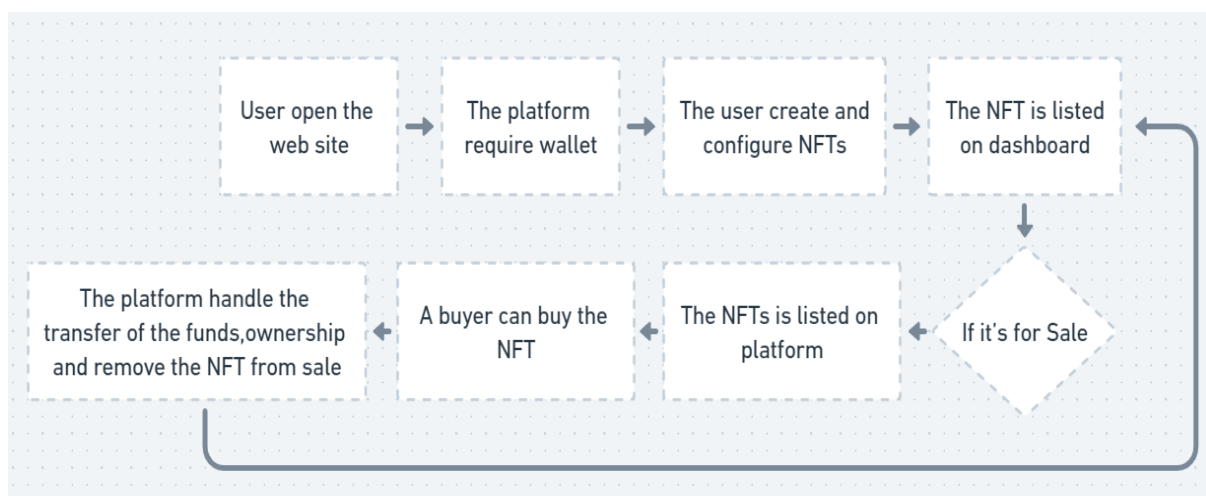 User open the
web site
The platform
require wallet
The user create and
configure NFTs
The NFT is listed
on dashboard
If it's for Sale
The NFTs is listed on
platform
A buyer can buy the
NFT
The platform handle the
transfer of the funds,ownership
and remove the NFT from sale